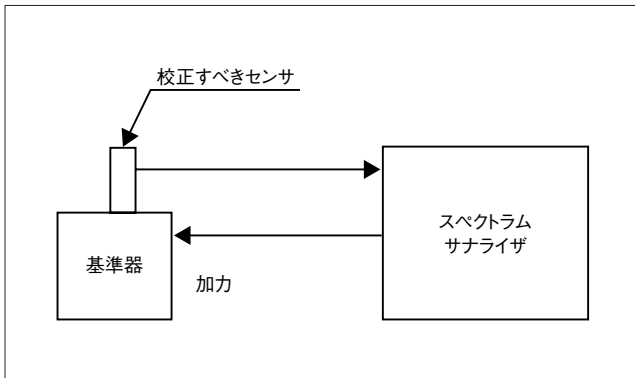 校正すべきセンサ
スペクトラム
サナライザ
基準器
加力